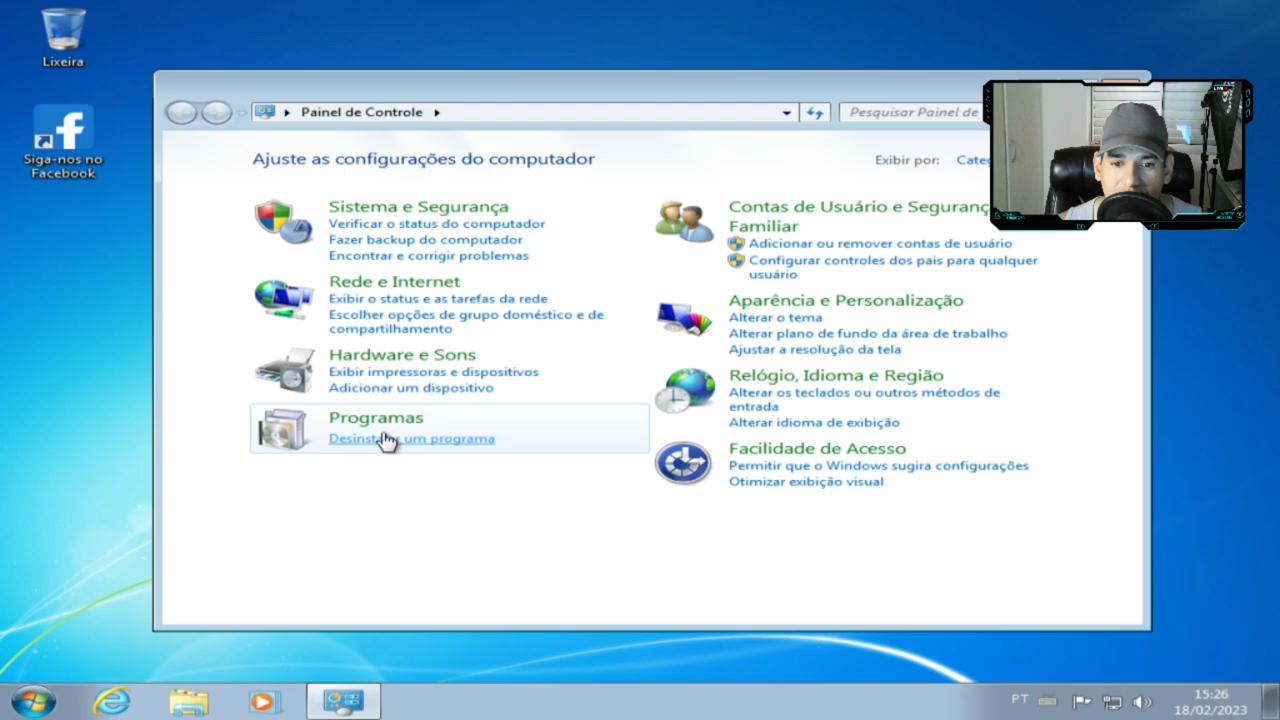 Lixeira
Siga-nos no
Facebook
Painel de Controle
Pesquisar Painel de
Ajuste as configurações do computador
Exibir por:
Sistema e Segurança
Verificar o status do computador
Fazer backup do computador
Encontrar e corrigir problemas
Rede e Internet
Exibir o status e as tarefas da rede
Escolher opções de grupo doméstico e de
compartilhamento
Hardware e Sons
Exibir impressoras e dispositivos
Adicionar um dispositivo
Programas
Desinstalar um programa
Contas de Usuário e Segurança
Familiar
Adicionar ou remover contas de usuário
Configurar controles dos pais para qualquer
usuário
Aparência e Personalização
Alterar o tema
Alterar plano de fundo da área de trabalho
Ajustar a resolução da tela
Relógio, Idioma e Região
Alterar os teclados ou outros métodos de
entrada
Alterar idioma de exibição
Facilidade de Acesso
Permitir que o Windows sugira configurações
Otimizar exibição visual
PT
15:26
18/02/2023